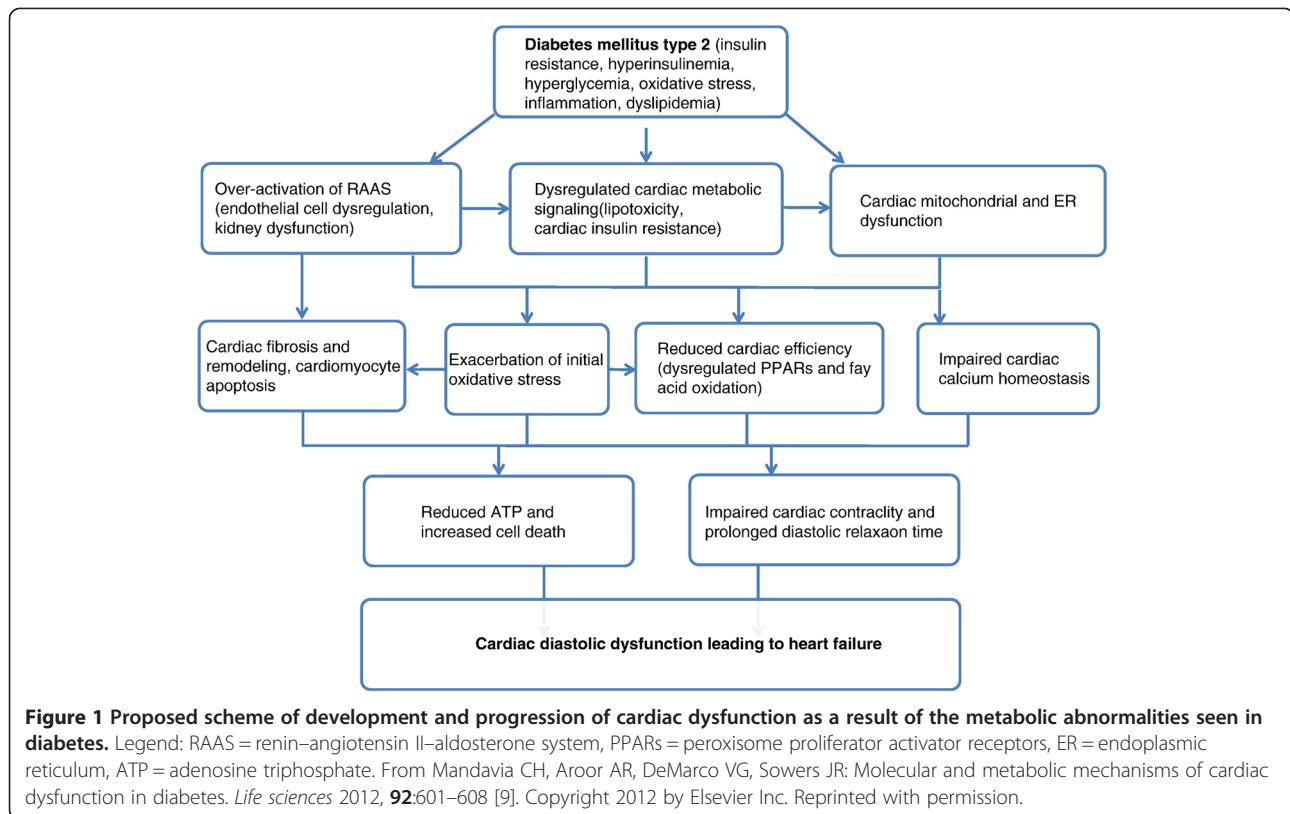 Diabetes mellitus type 2 (insulin
resistance, hyperinsulinemia,
hyperglycemia, oxidative stress,
inflammation, dyslipidemia)
Over-activation of RAAS
(endothelial cell dysregulation,
kidney dysfunction)
Dysregulated cardiac metabolic
signaling(lipotoxicity,
cardiac insulin resistance)
Cardiac mitochondrial and ER
dysfunction
Cardiac fibrosis and
remodeling, cardiomyocyte
apoptosis
Exacerbation of initial
oxidative stress
Reduced cardiac efficiency
(dysregulated PPARs and fay
acid oxidation)
Impaired cardiac
calcium homeostasis
Reduced ATP and
increased cell death
Impaired cardiac contraclity and
prolonged diastolic relaxaon time
Cardiac diastolic dysfunction leading to heart failure
Figure 1 Proposed scheme of development and progression of cardiac dysfunction as a result of the metabolic abnormalities seen in
diabetes. Legend: RAAS = renin–angiotensin II–aldosterone system, PPARs = peroxisome proliferator activator receptors, ER = endoplasmic
reticulum, ATP = adenosine triphosphate. From Mandavia CH, Aroor AR, DeMarco VG, Sowers JR: Molecular and metabolic mechanisms of cardiac
dysfunction in diabetes. Life sciences 2012, 92:601–608 [9]. Copyright 2012 by Elsevier Inc. Reprinted with permission.